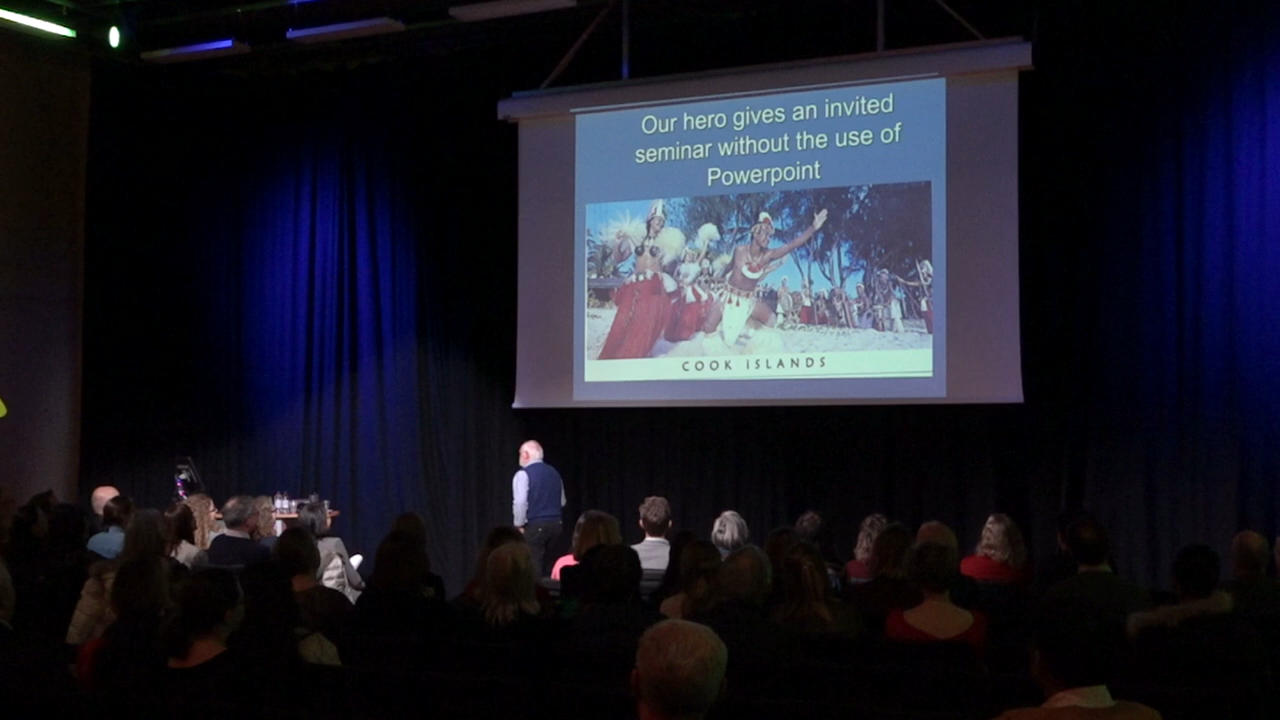 Our hero gives an invited
seminar without the use of
Powerpoint
COOK ISLANDS